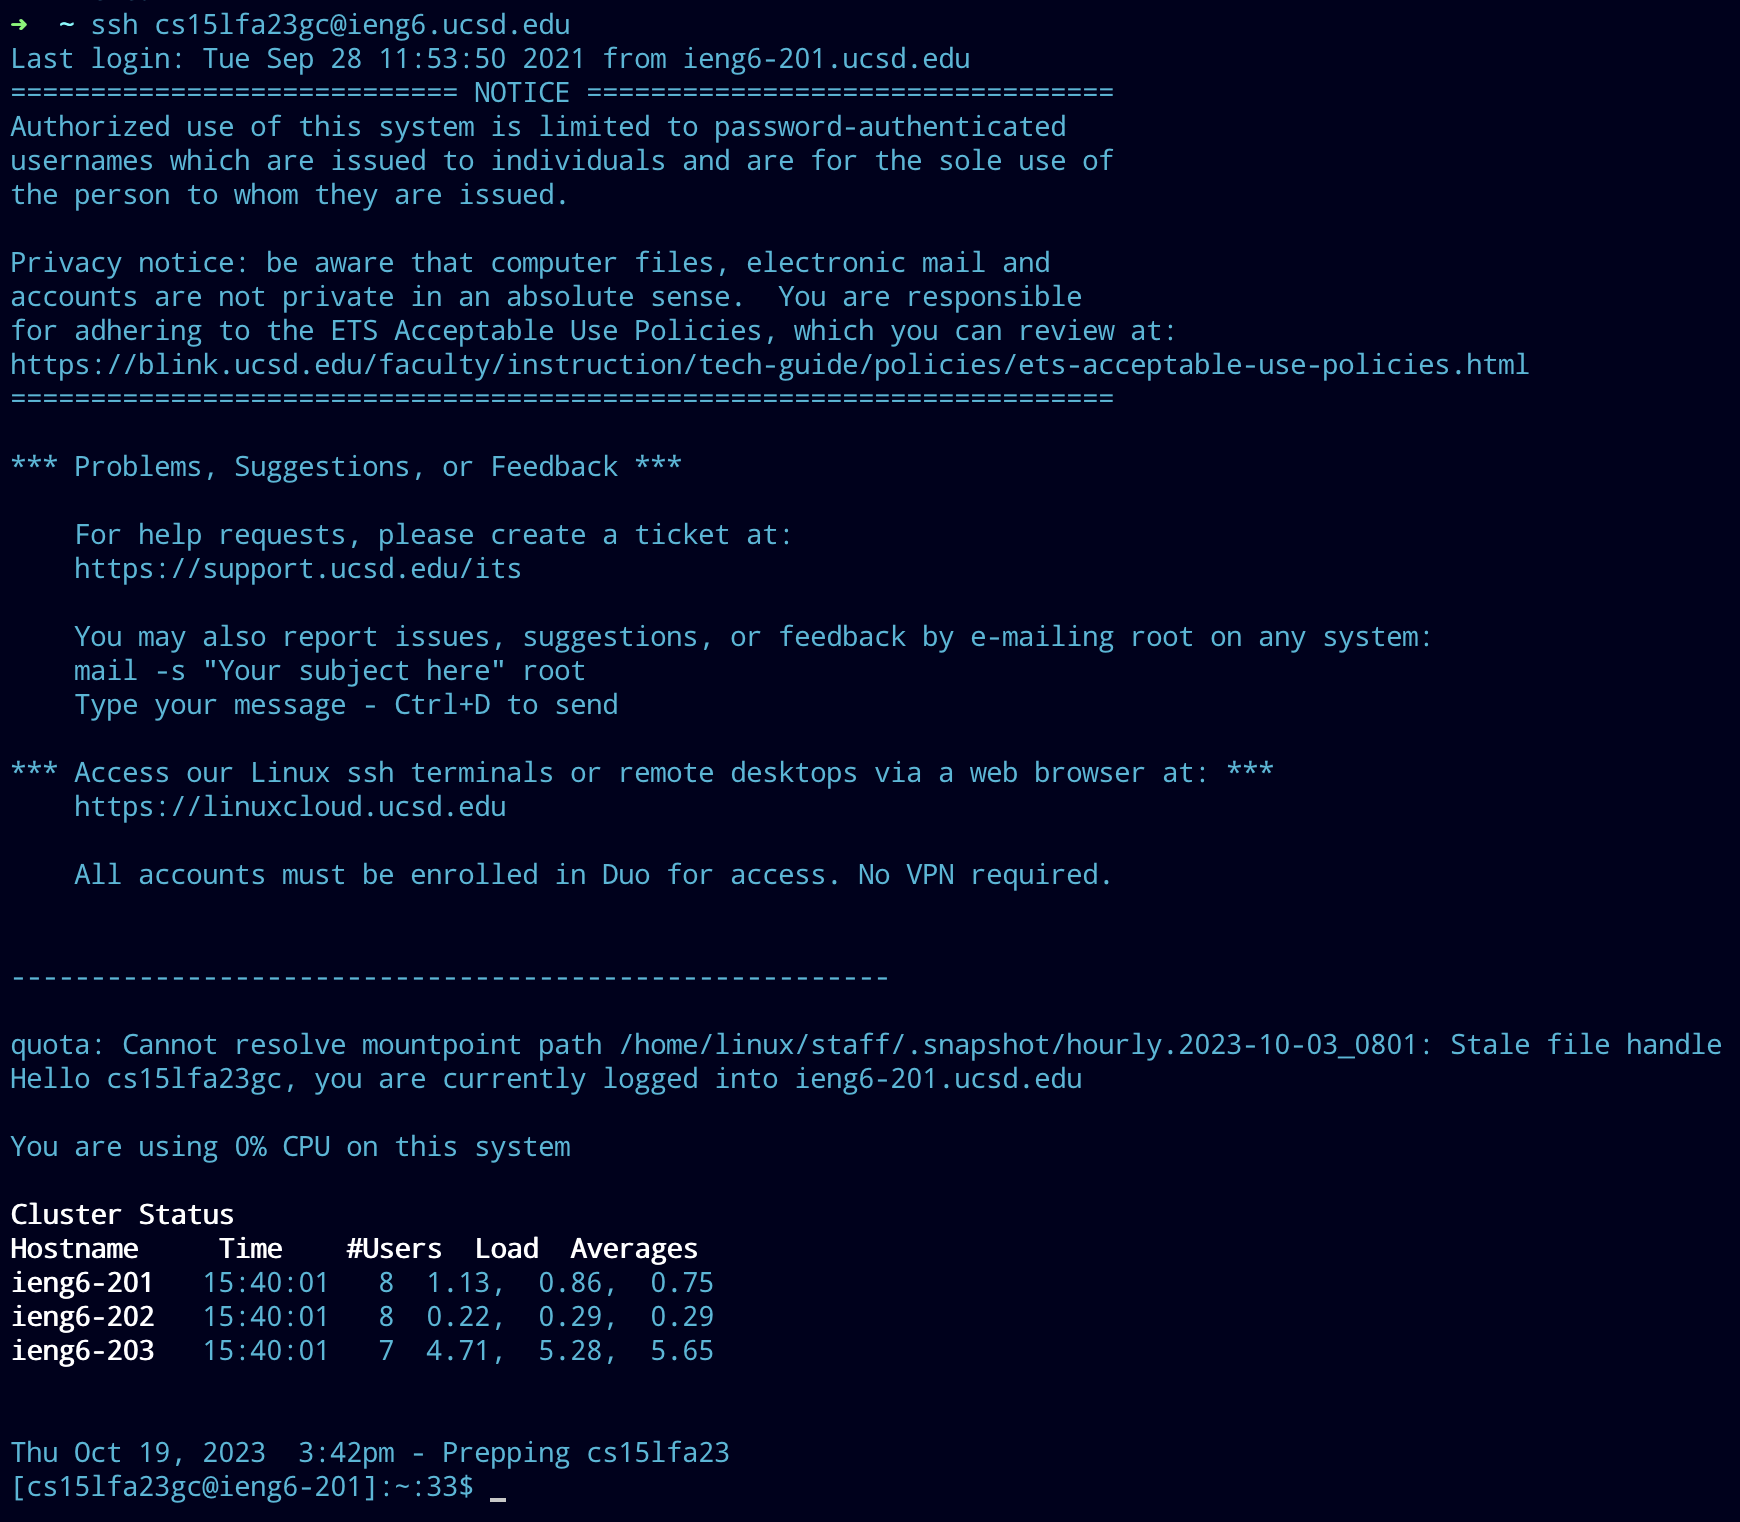 ➜  ~ ssh cs15lfa23gc@ieng6.ucsd.edu
Last login: Tue Sep 28 11:53:50 2021 from ieng6-201.ucsd.edu
============================ NOTICE =================================
Authorized use of this system is limited to password-authenticated
usernames which are issued to individuals and are for the sole use of
the person to whom they are issued.

Privacy notice: be aware that computer files, electronic mail and
accounts are not private in an absolute sense.  You are responsible
for adhering to the ETS Acceptable Use Policies, which you can review at:
https://blink.ucsd.edu/faculty/instruction/tech-guide/policies/ets-acceptable-use-policies.html
=====================================================================

*** Problems, Suggestions, or Feedback ***

    For help requests, please create a ticket at:
    https://support.ucsd.edu/its

    You may also report issues, suggestions, or feedback by e-mailing root on any system:
    mail -s "Your subject here" root
    Type your message - Ctrl+D to send

*** Access our Linux ssh terminals or remote desktops via a web browser at: ***
    https://linuxcloud.ucsd.edu

    All accounts must be enrolled in Duo for access. No VPN required.


-------------------------------------------------------

quota: Cannot resolve mountpoint path /home/linux/staff/.snapshot/hourly.2023-10-03_0801: Stale file handle
Hello cs15lfa23gc, you are currently logged into ieng6-201.ucsd.edu

You are using 0% CPU on this system

Cluster Status
Hostname     Time    #Users  Load  Averages
ieng6-201   15:40:01   8  1.13,  0.86,  0.75
ieng6-202   15:40:01   8  0.22,  0.29,  0.29
ieng6-203   15:40:01   7  4.71,  5.28,  5.65


Thu Oct 19, 2023  3:42pm - Prepping cs15lfa23
[cs15lfa23gc@ieng6-201]:~:33$ _